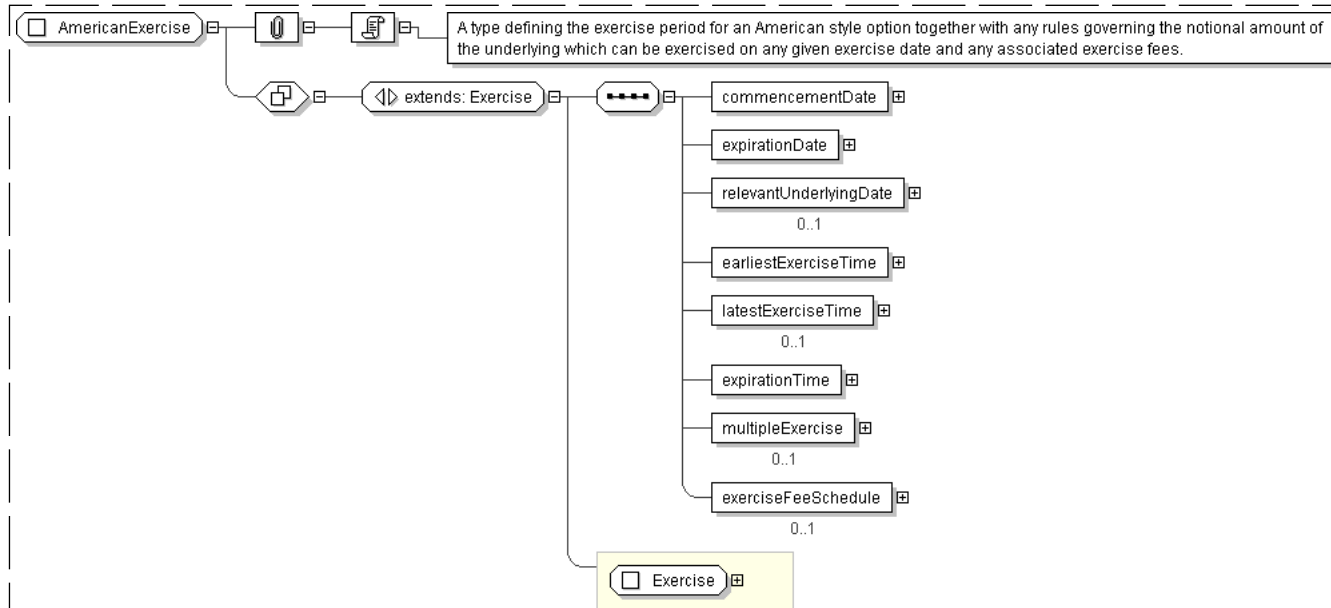 AmericanExercise
A type defining the exercise period for an American style option together with any rules governing the notional amount of
the underlying which can be exercised on any given exercise date and any associated exercise fees.
extends: Exercise
commencementDate
expirationDate
relevantUnderlyingDate
0..1
earliestExerciseTime
latestExerciseTime
0..1
expirationTime
multipleExercise
0..1
exerciseFeeSchedule
0..1
Exercise